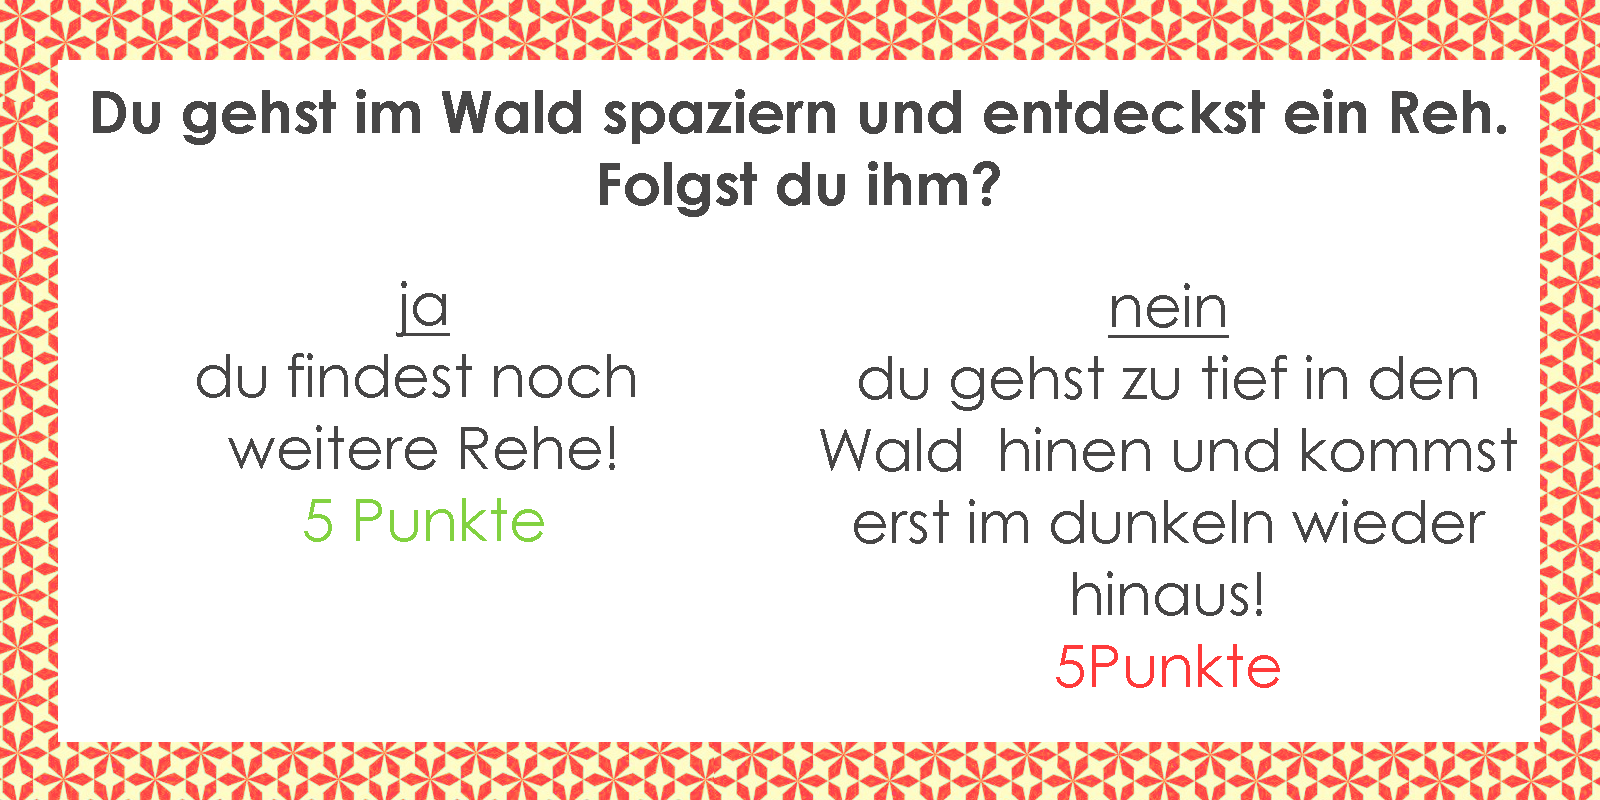 Du gehst im Wald spaziern und entdeckst ein Reh.
Folgst du ihm?
ja
du findest noch
weitere Rehe!
5 Punkte
nein
du gehst zu tief in den
Wald hinen und kommst
erst im dunkeln wieder
hinaus!
5Punkte